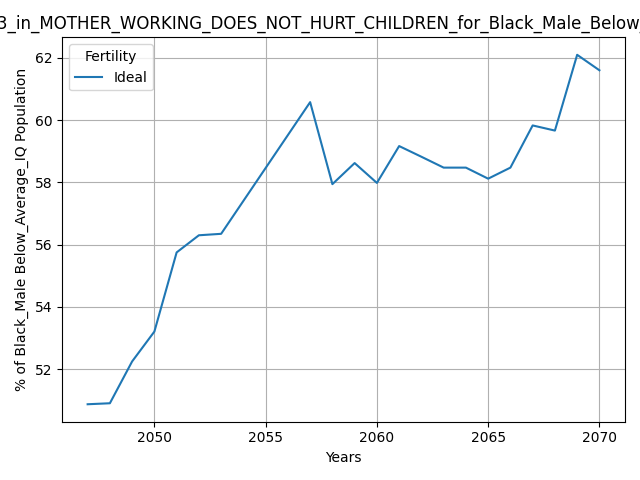 3_in_MOTHER_WORKING_DOES_NOT_HURT_CHILDREN_for_Black_Male_Below_
Fertility
Ideal
62
60
58
56
54
52
% of Black_Male Below_Average_IQ Population
2050 2055 2060 2065 2070
Years